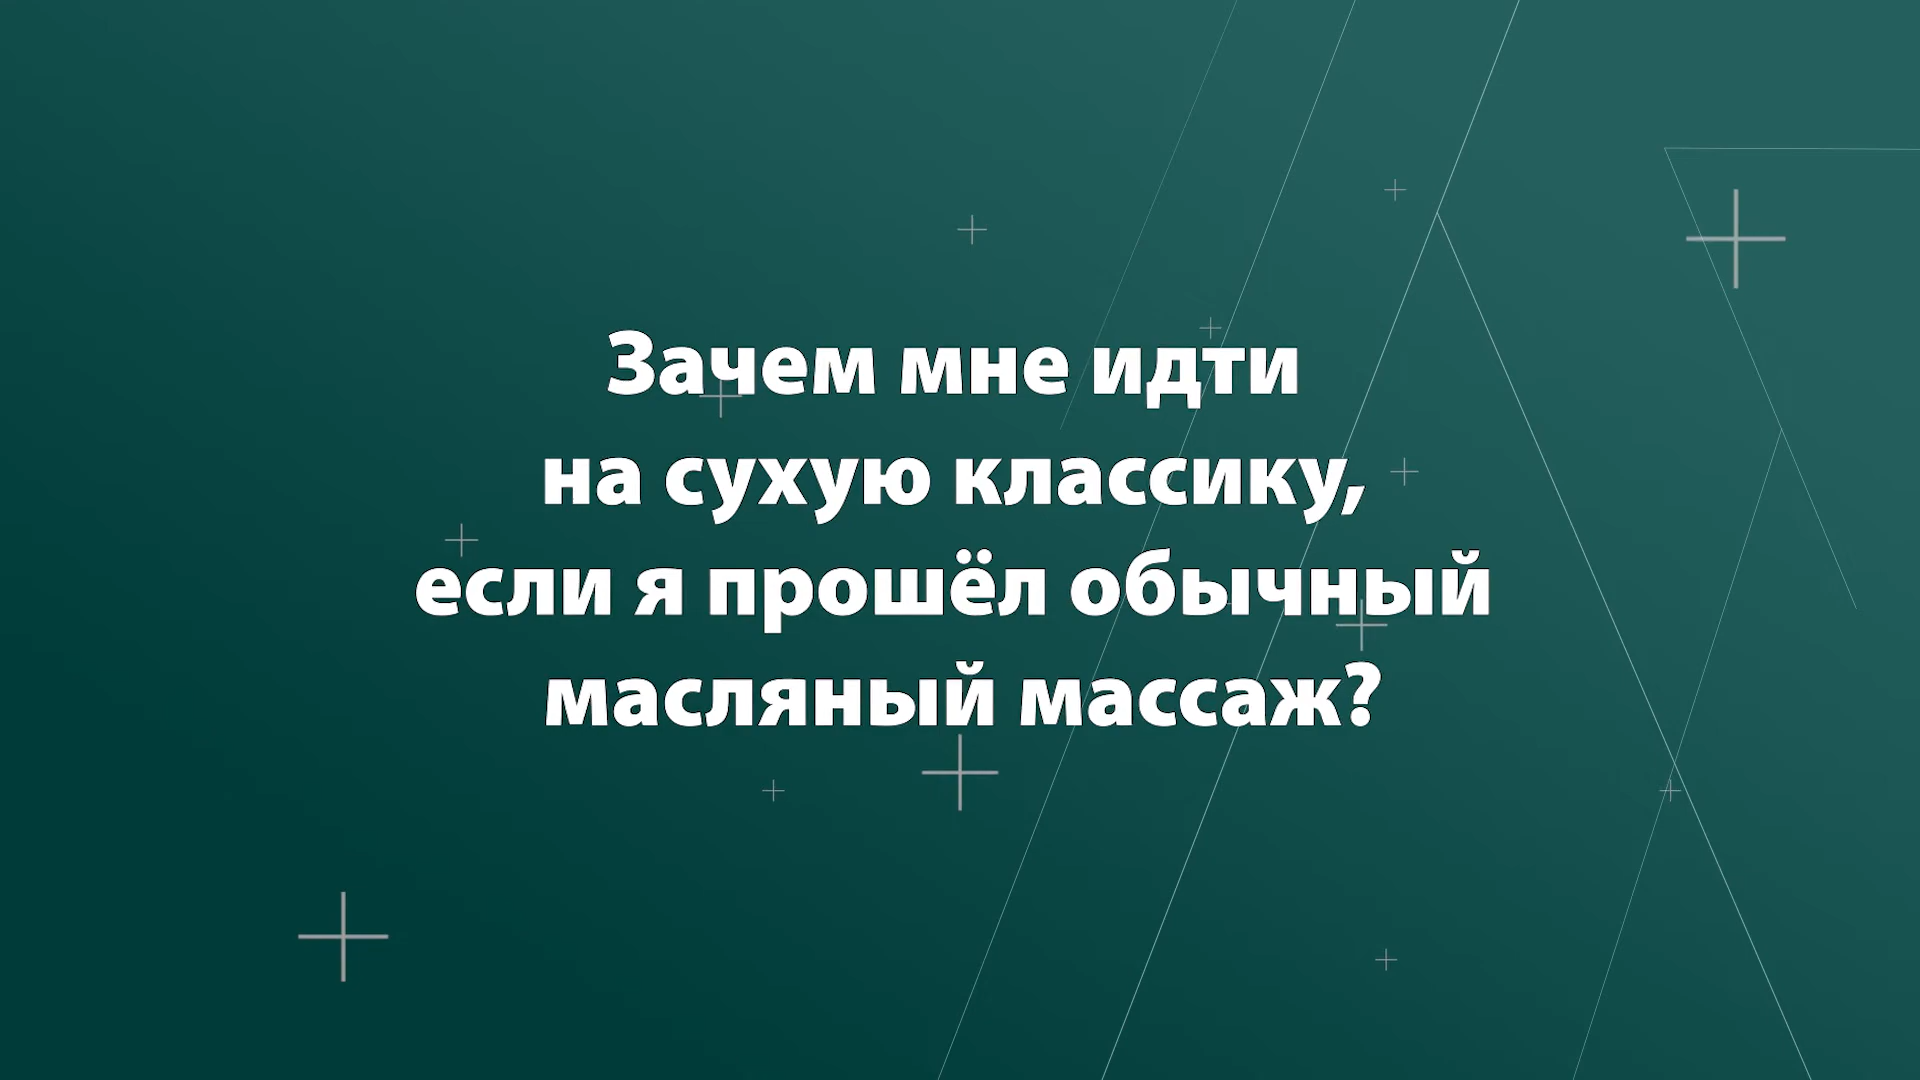 Зачем мне идти
на сухую классику,
если я прошёл обычный
масляный массаж?